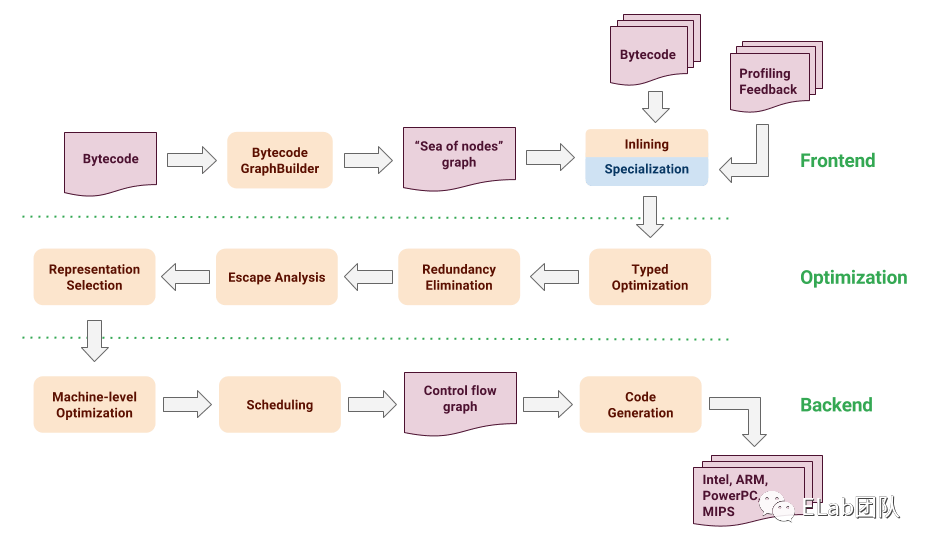 Bytecode
Profiling
Feedback
Bytecode
Bytecode
GraphBuilder
“Sea of nodes”
graph
Inlining
Specialization
Frontend
Representation
Selection
Escape Analysis
Redundancy
Elimination
Typed
Optimization
Optimization
Machine-level
Optimization
Scheduling
Control flow
graph
Code
Generation
Backend
Intel, ARM,
PowerPC,
MIPS
ELab团队